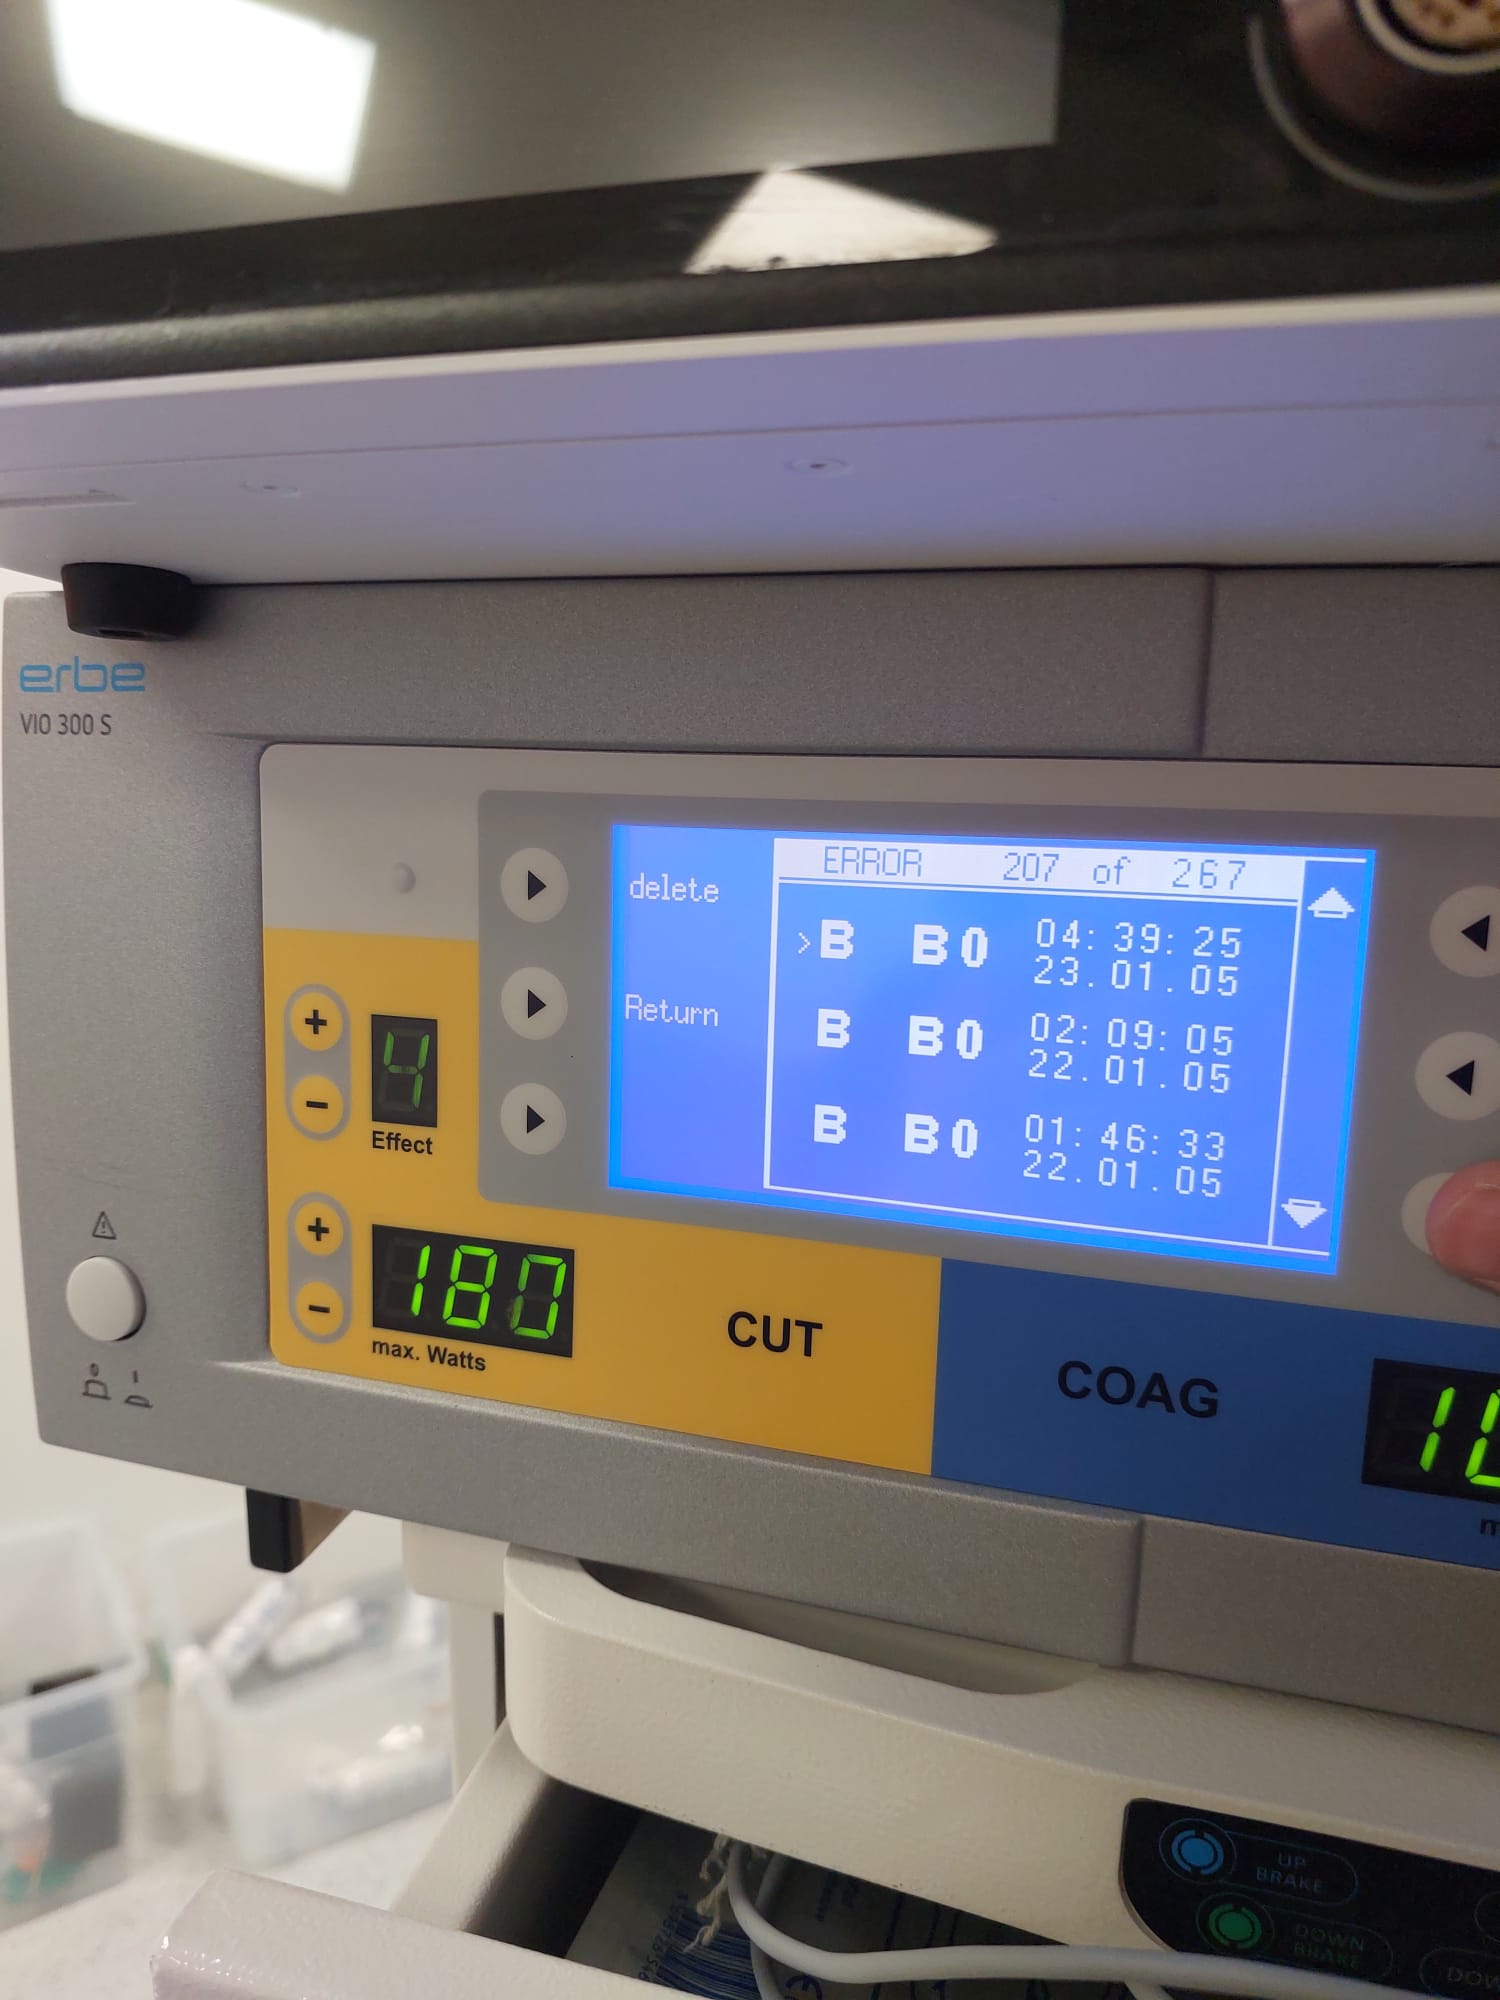 erbe
VIO 300 S
ERROR 207 of 267
delete
>B B0 04:39:25
23.01.05
Return
B B0 02:09:05
22.01.05
B B0 01:46:33
22.01.05
+
4
-
Effect
+
180
-
max. Watts
CUT
COAG
UP
BRAKE
DOWN
BRAKE